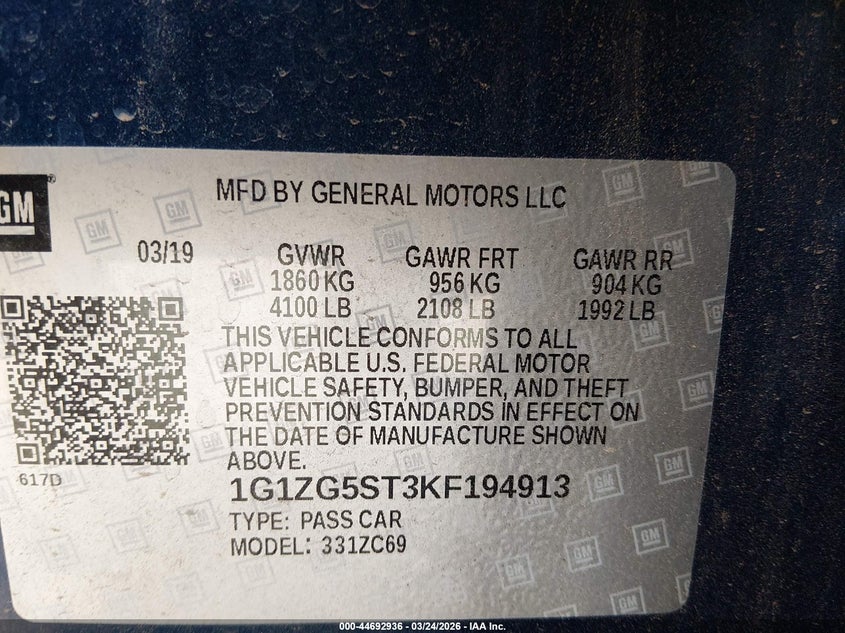 GM
MFD BY GENERAL MOTORS LLC
03/19 GVWR GAWR FRT GAWR RR
1860 KG 956 KG 904 KG
4100 LB 2108 LB 1992 LB
THIS VEHICLE CONFORMS TO ALL
APPLICABLE U.S. FEDERAL MOTOR
VEHICLE SAFETY, BUMPER, AND THEFT
PREVENTION STANDARDS IN EFFECT ON
THE DATE OF MANUFACTURE SHOWN
ABOVE.
617D
1G1ZG5ST3KF194913
TYPE: PASS CAR
MODEL: 331ZC69
000-44692936 - 03/24/2026 - IAA Inc.